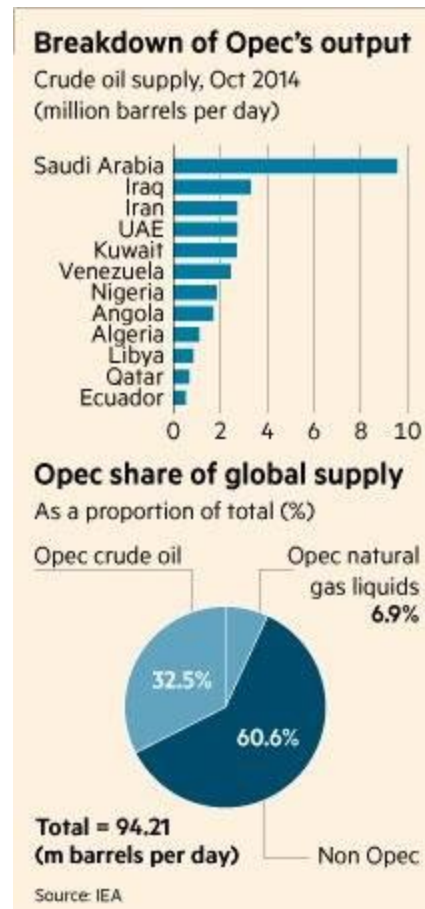 Breakdown of Opec's output
Crude oil supply, Oct 2014
(million barrels per day)
Saudi Arabia
Iraq
Iran
UAE
Kuwait
Venezuela
Nigeria
Angola
Algeria
Libya
Qatar
Ecuador
0 2 4 6 8 10
Opec share of global supply
As a proportion of total (%)
Opec crude oil
Opec natural
gas liquids
6.9%
32.5%
60.6%
Total = 94.21
(m barrels per day)
Non Opec
Source: IEA